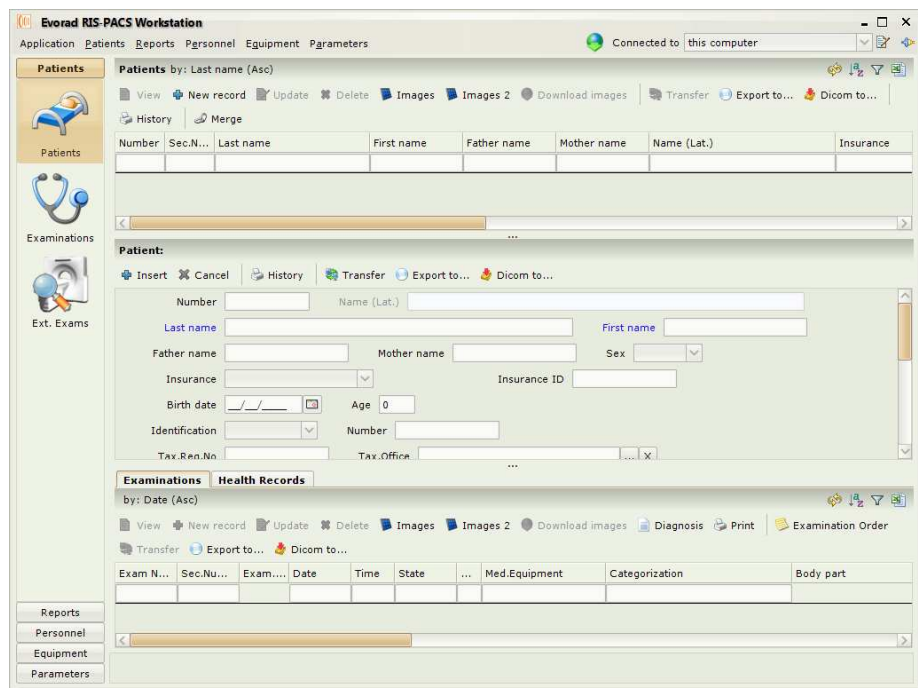 Evorad RIS-PACS Workstation
Application Patients Reports Personnel Equipment Parameters Connected to this computer
Patients
Patients by: Last name (Asc)
View New record Update Delete Images Images 2 Download images Transfer Export to... Dicom to...
History Merge
Number Sec.N... Last name First name Father name Mother name Name (Lat.) Insurance
Patients
Examinations
Ext. Exams
Patient:
Insert Cancel History Transfer Export to... Dicom to...
Number Name (Lat.)
Last name First name
Father name Mother name Sex
Insurance Insurance ID
Birth date __/__/____ Age 0
Identification Number
Tax.Reg.No Tax.Office ... X
Examinations Health Records
by: Date (Asc)
View New record Update Delete Images Images 2 Download images Diagnosis Print Examination Order
Transfer Export to... Dicom to...
Exam N... Sec.Nu... Exam.... Date Time State ... Med.Equipment Categorization Body part
Reports
Personnel
Equipment
Parameters